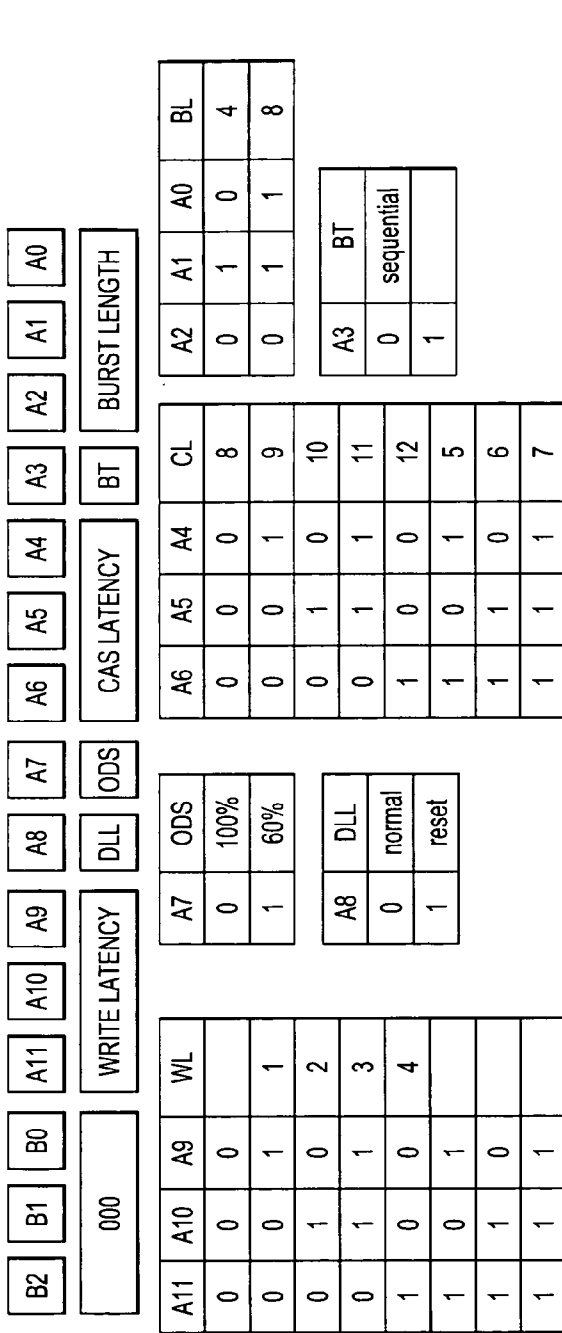 B2 B1 B0 A11 A10 A9 A8 A7 A6 A5 A4 A3 A2 A1 A0
000 WRITE LATENCY DLL ODS CAS LATENCY BT BURST LENGTH
A11 A10 A9 WL
0 0 0
0 0 1 1
0 1 0 2
0 1 1 3
1 0 0 4
1 0 1
1 1 0
1 1 1
A7 ODS
0 100%
1 60%
A8 DLL
0 normal
1 reset
A6 A5 A4 CL
0 0 0 8
0 0 1 9
0 1 0 10
0 1 1 11
1 0 0 12
1 0 1 5
1 1 0 6
1 1 1 7
A2 A1 A0 BL
0 1 0 4
0 1 1 8
A3 BT
0 sequential
1